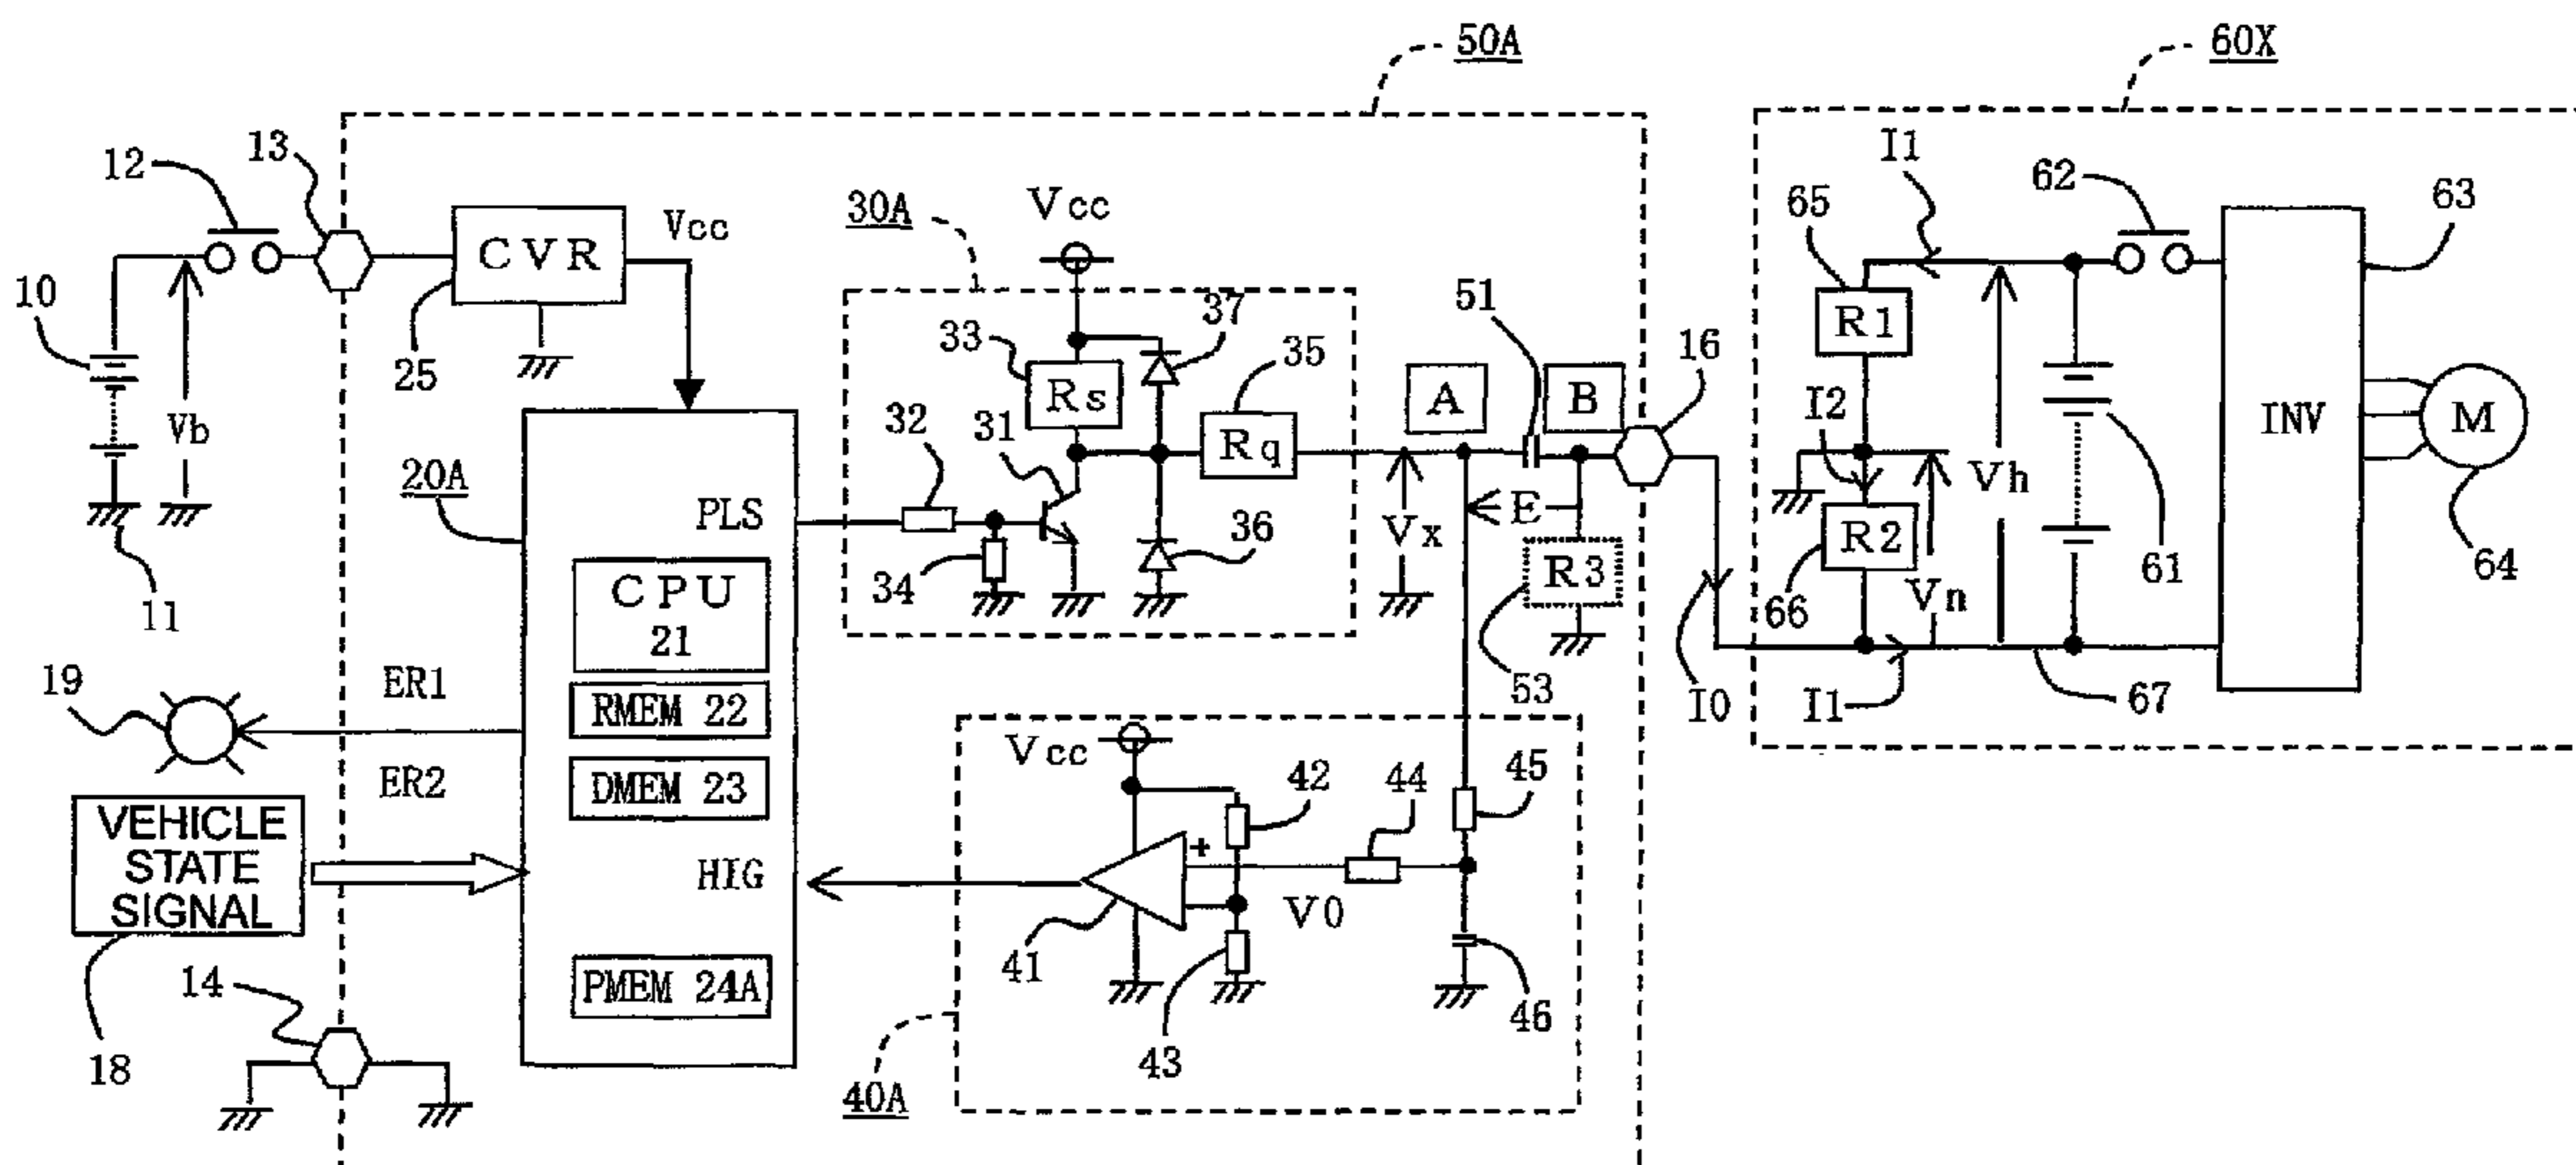 50A
60X
12
13
I1
62
65
63
Vcc
30A
Vcc
CVR
10
25
Vb
33
37
35
51
16
Rs
A
B
R1
I2
INV
M
32
31
Rq
Vh
20A
PLS
Vx
E
R2
34
36
R3
66
Vn
61
64
11
CPU
21
53
I0
I1
67
19
ER1
RMEM 22
Vcc
42
44
45
ER2
DMEM 23
VEHICLE
STATE
SIGNAL
+
HIG
V0
41
14
PMEM 24A
46
18
43
40A